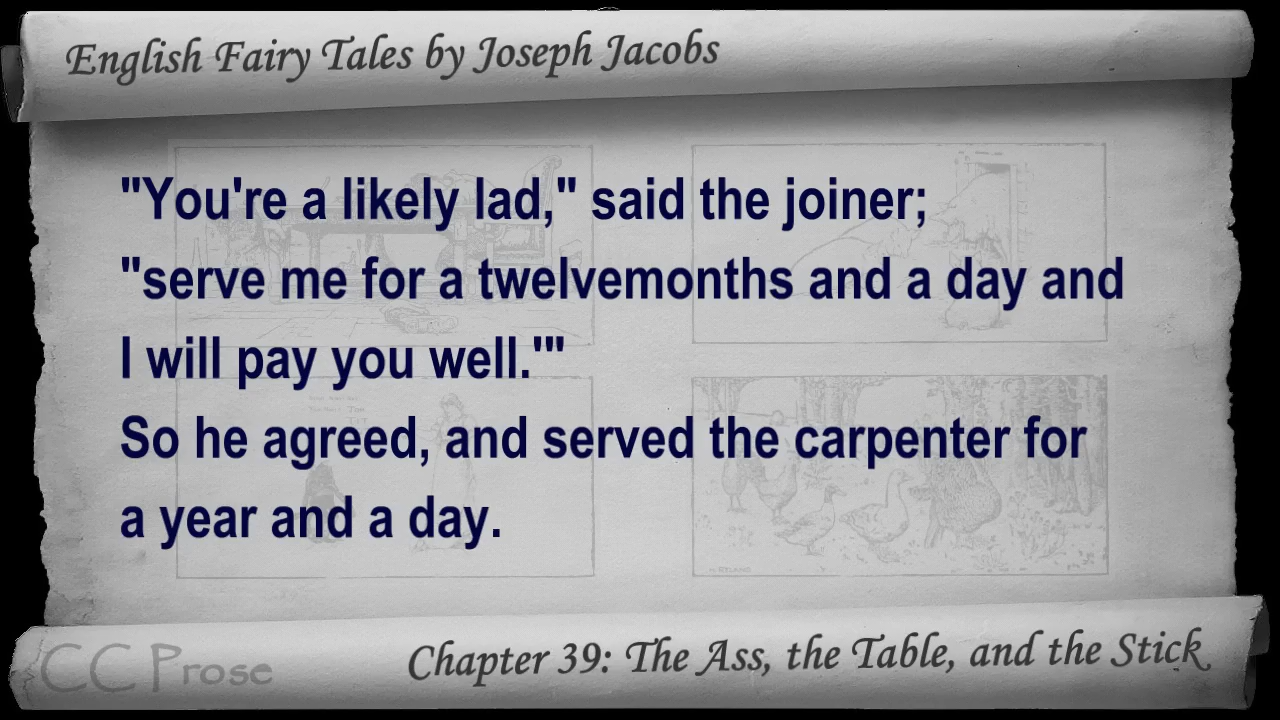 English Fairy Tales by Joseph Jacobs
"You're a likely lad," said the joiner;
"serve me for a twelvemonths and a day and
I will pay you well.'"
So he agreed, and served the carpenter for
a year and a day.
CC Prose
Chapter 39: The Ass, the Table, and the Stick